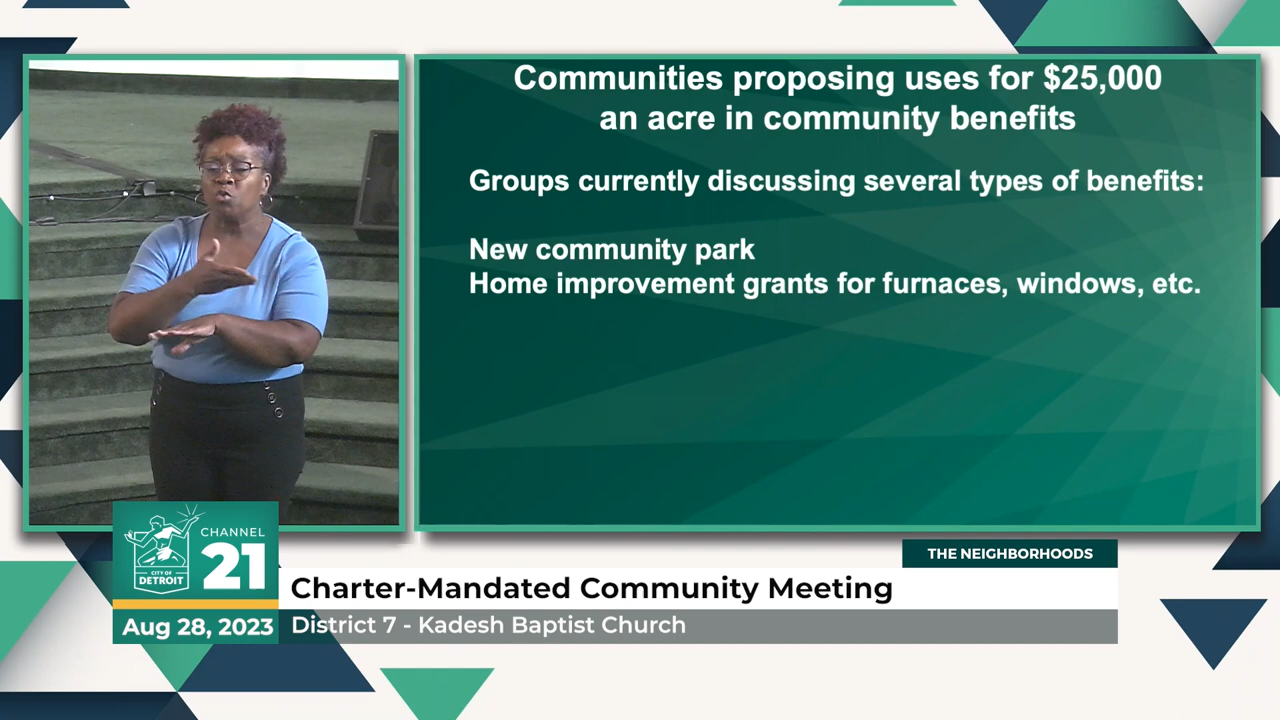 Communities proposing uses for $25,000
an acre in community benefits
Groups currently discussing several types of benefits:
New community park
Home improvement grants for furnaces, windows, etc.
THE NEIGHBORHOODS
CHANNEL
21
CITY OF
DETROIT
Charter-Mandated Community Meeting
Aug 28, 2023
District 7 - Kadesh Baptist Church